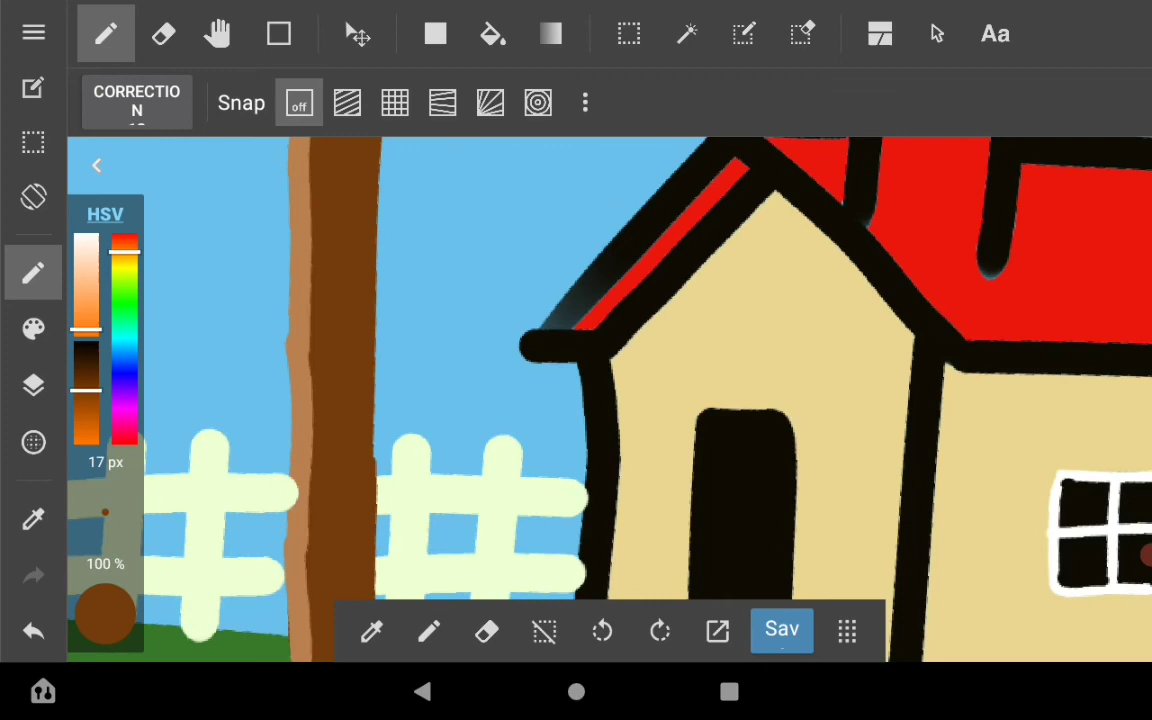 Aa
CORRECTIO
N
Snap
off
HSV
17 px
100 %
Sav